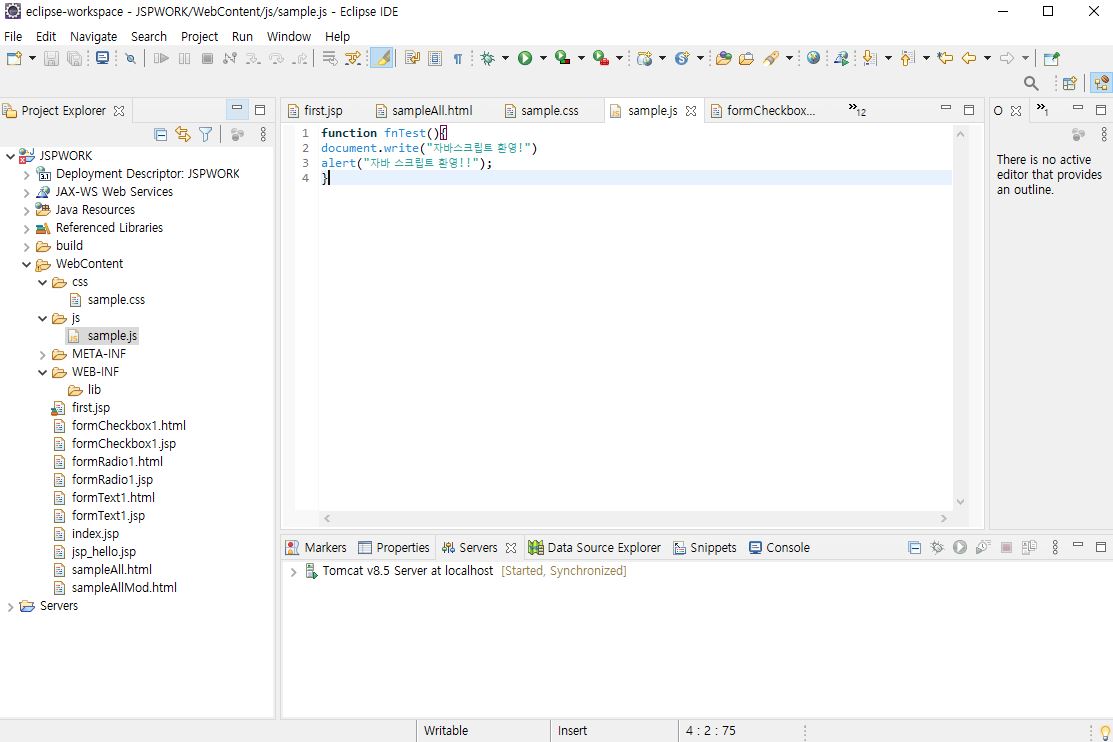 eclipse-workspace - JSPWORK/WebContent/js/sample.js - Eclipse IDE
File Edit Navigate Search Project Run Window Help
Project Explorer
JSPWORK
Deployment Descriptor: JSPWORK
JAX-WS Web Services
Java Resources
Referenced Libraries
build
WebContent
css
sample.css
js
sample.js
META-INF
WEB-INF
lib
first.jsp
formCheckbox1.html
formCheckbox1.jsp
formRadio1.html
formRadio1.jsp
formText1.html
formText1.jsp
index.jsp
jsp_hello.jsp
sampleAll.html
sampleAllMod.html
Servers
first.jsp sampleAll.html sample.css sample.js formCheckbox... »12
1 function fnTest(){
2 document.write("자바스크립트 환영!")
3 alert("자바 스크립트 환영!!");
4 }
O »1
There is no active
editor that provides
an outline.
Markers Properties Servers Data Source Explorer Snippets Console
Tomcat v8.5 Server at localhost [Started, Synchronized]
Writable Insert 4 : 2 : 75